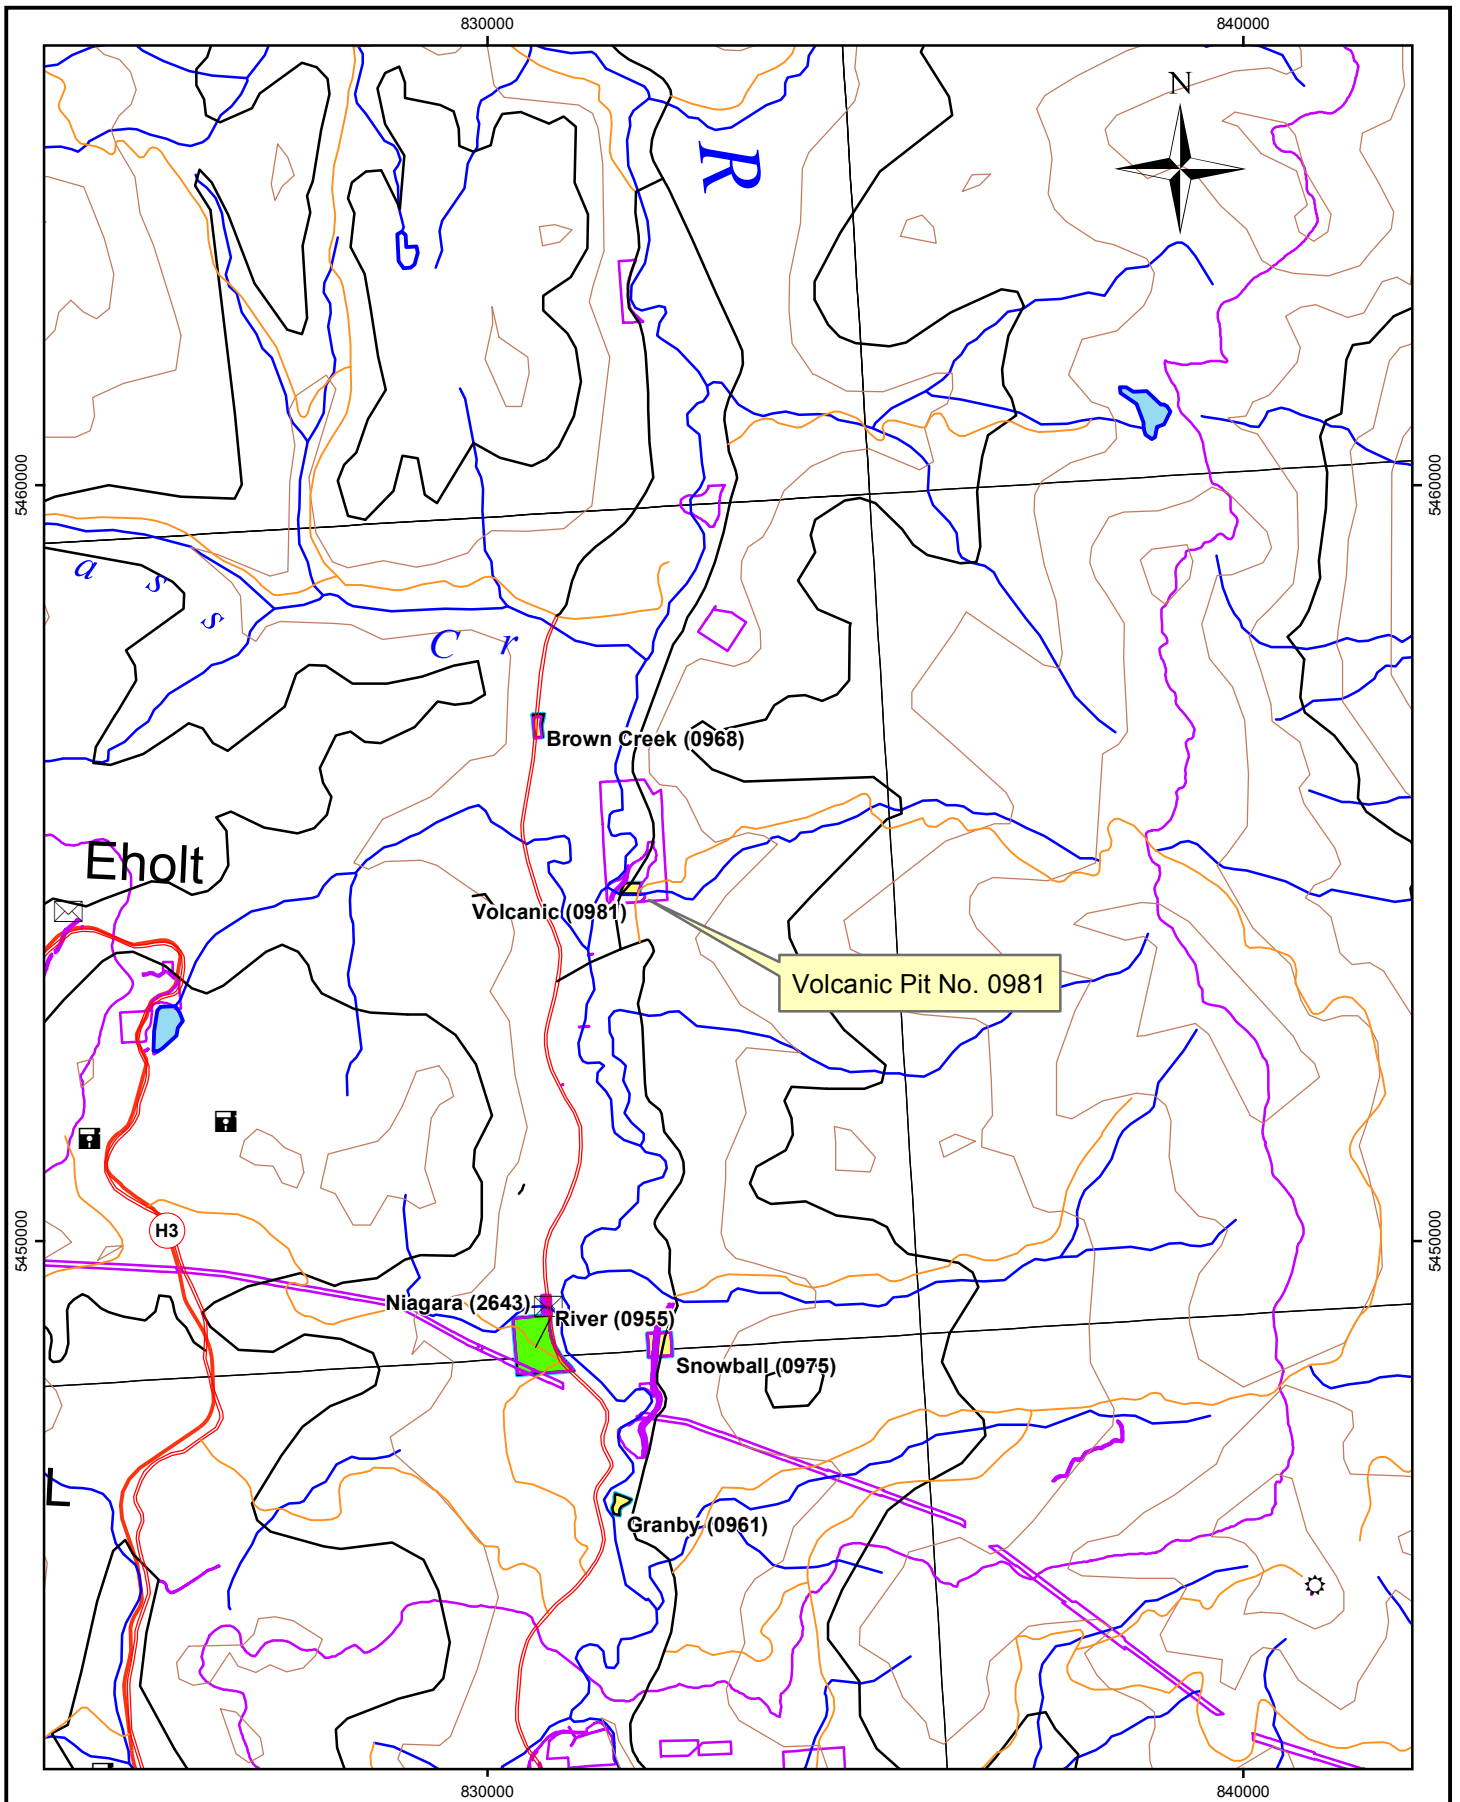 830000
840000
N
R
5460000
5460000
a
s
s
C
r
Brown Creek (0968)
Eholt
Volcanic (0981)
Volcanic Pit No. 0981
H3
5450000
5450000
Niagara (2643)
River (0955)
Snowball (0975)
L
Granby (0961)
830000
840000